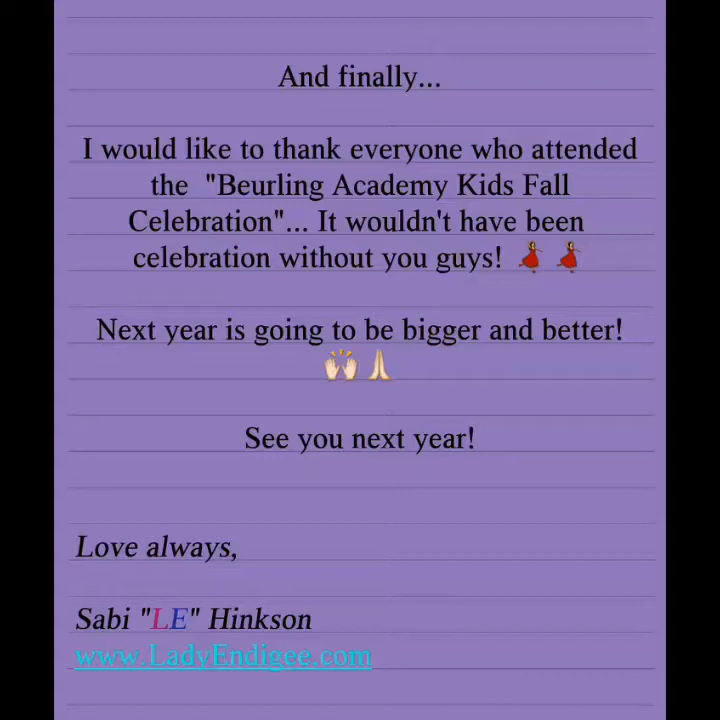 And finally...
I would like to thank everyone who attended
the "Beurling Academy Kids Fall
Celebration"... It wouldn't have been
celebration without you guys! 💃💃
Next year is going to be bigger and better!
🙌🏻🙏🏻
See you next year!
Love always,
Sabi "LE" Hinkson
www.LadyEndigee.com